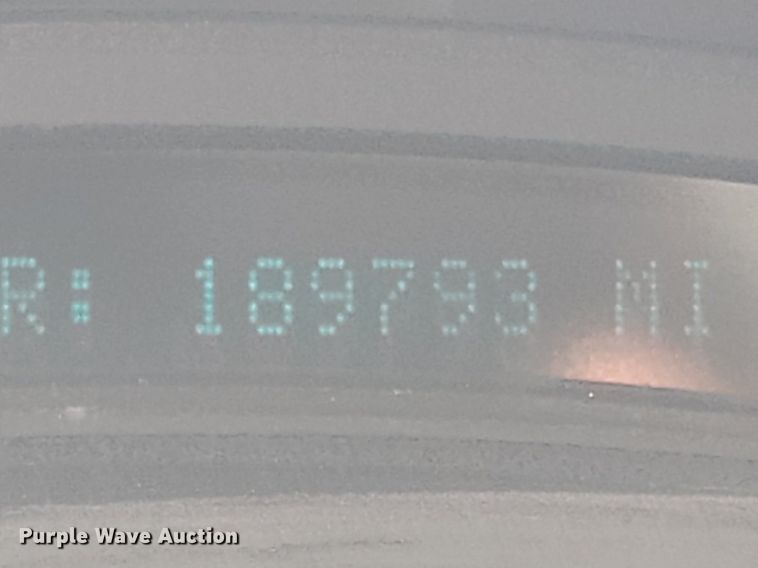 R: 189793 MI
Purple Wave Auction